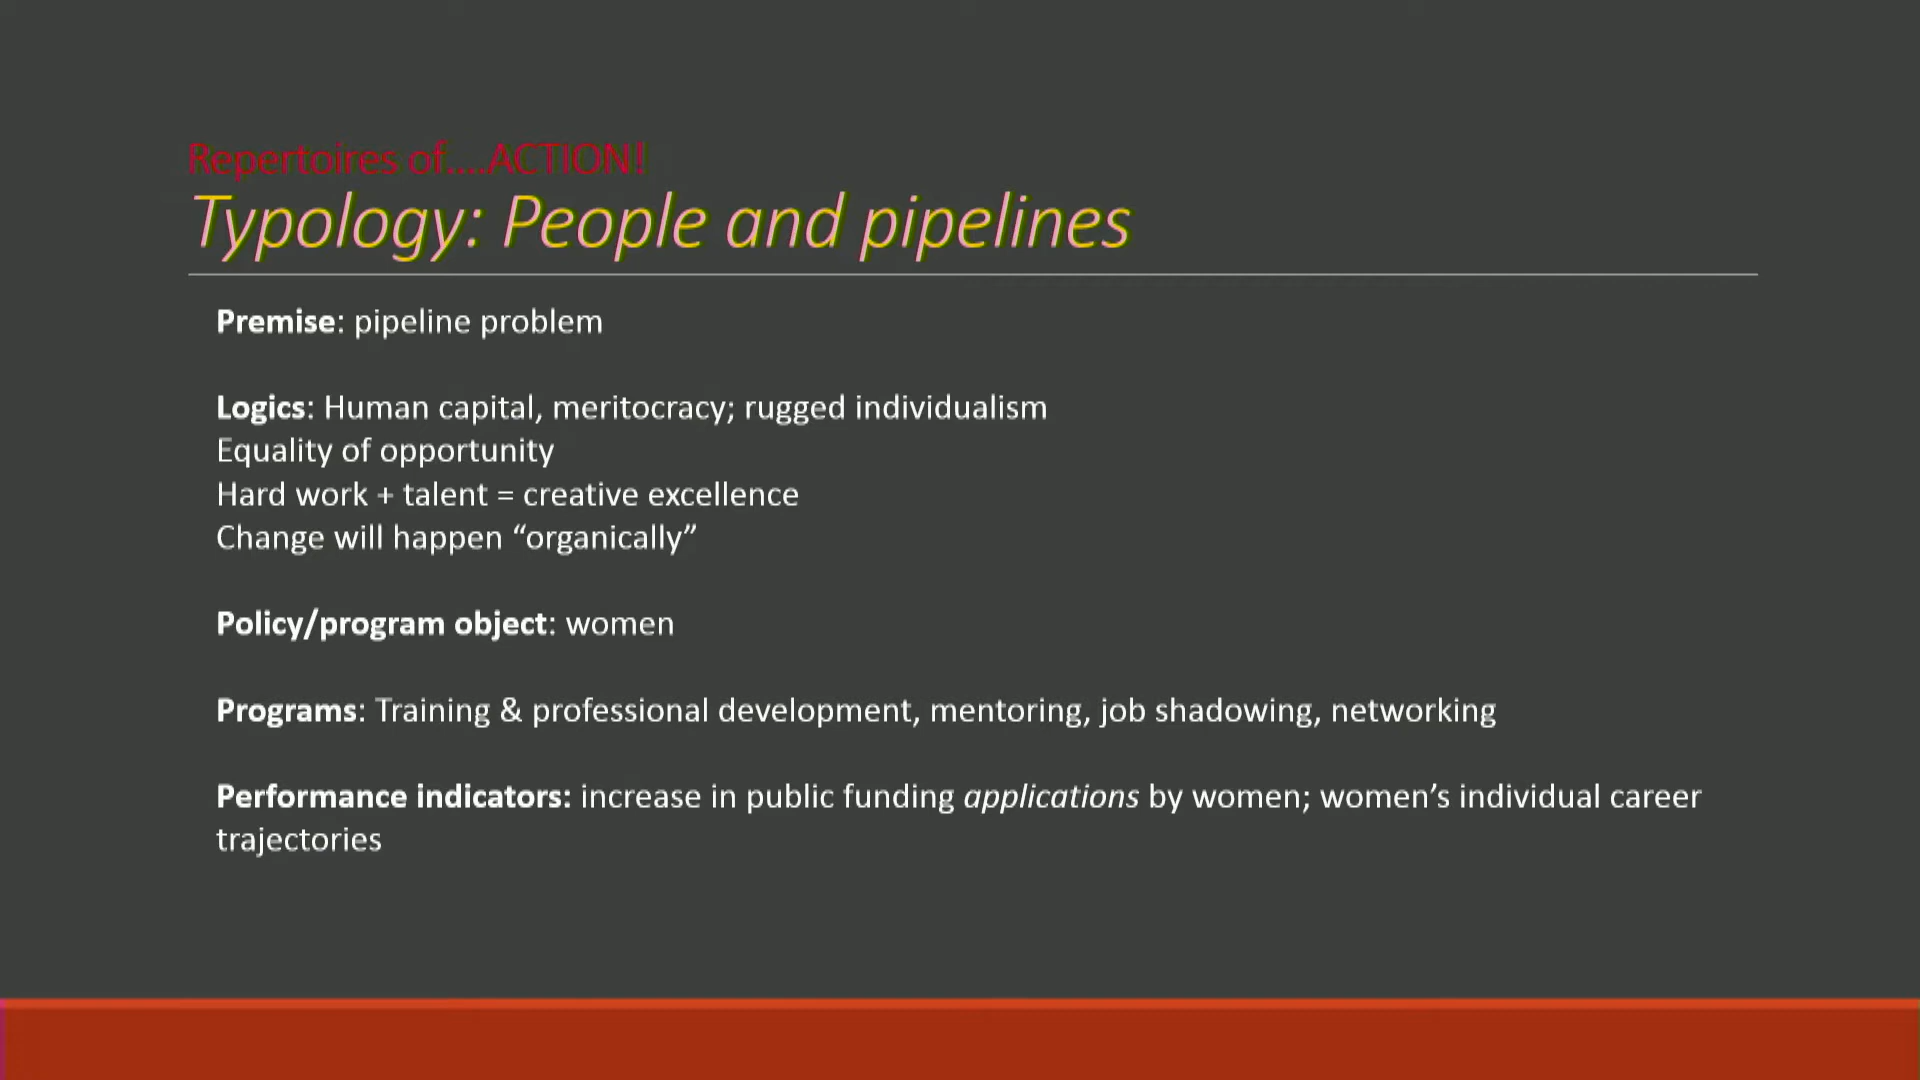 Repertoires of....ACTION!
Typology: People and pipelines
Premise: pipeline problem
Logics: Human capital, meritocracy; rugged individualism
Equality of opportunity
Hard work + talent = creative excellence
Change will happen “organically”
Policy/program object: women
Programs: Training & professional development, mentoring, job shadowing, networking
Performance indicators: increase in public funding applications by women; women’s individual career
trajectories